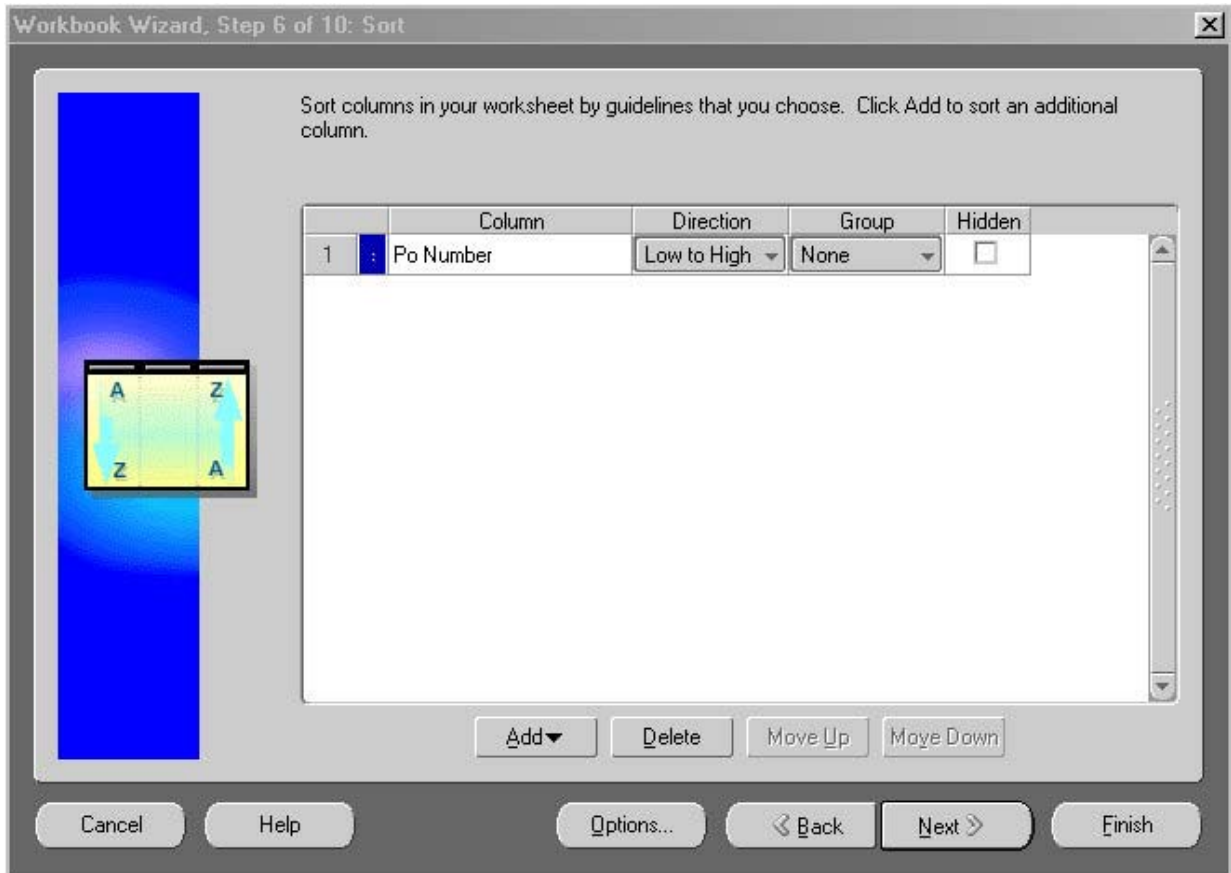 Workbook Wizard, Step 6 of 10: Sort
Sort columns in your worksheet by guidelines that you choose. Click Add to sort an additional
column.
Column Direction Group Hidden
1 : Po Number Low to High None
A Z
Z A
Add Delete Move Up Move Down
Cancel Help Options... Back Next Finish